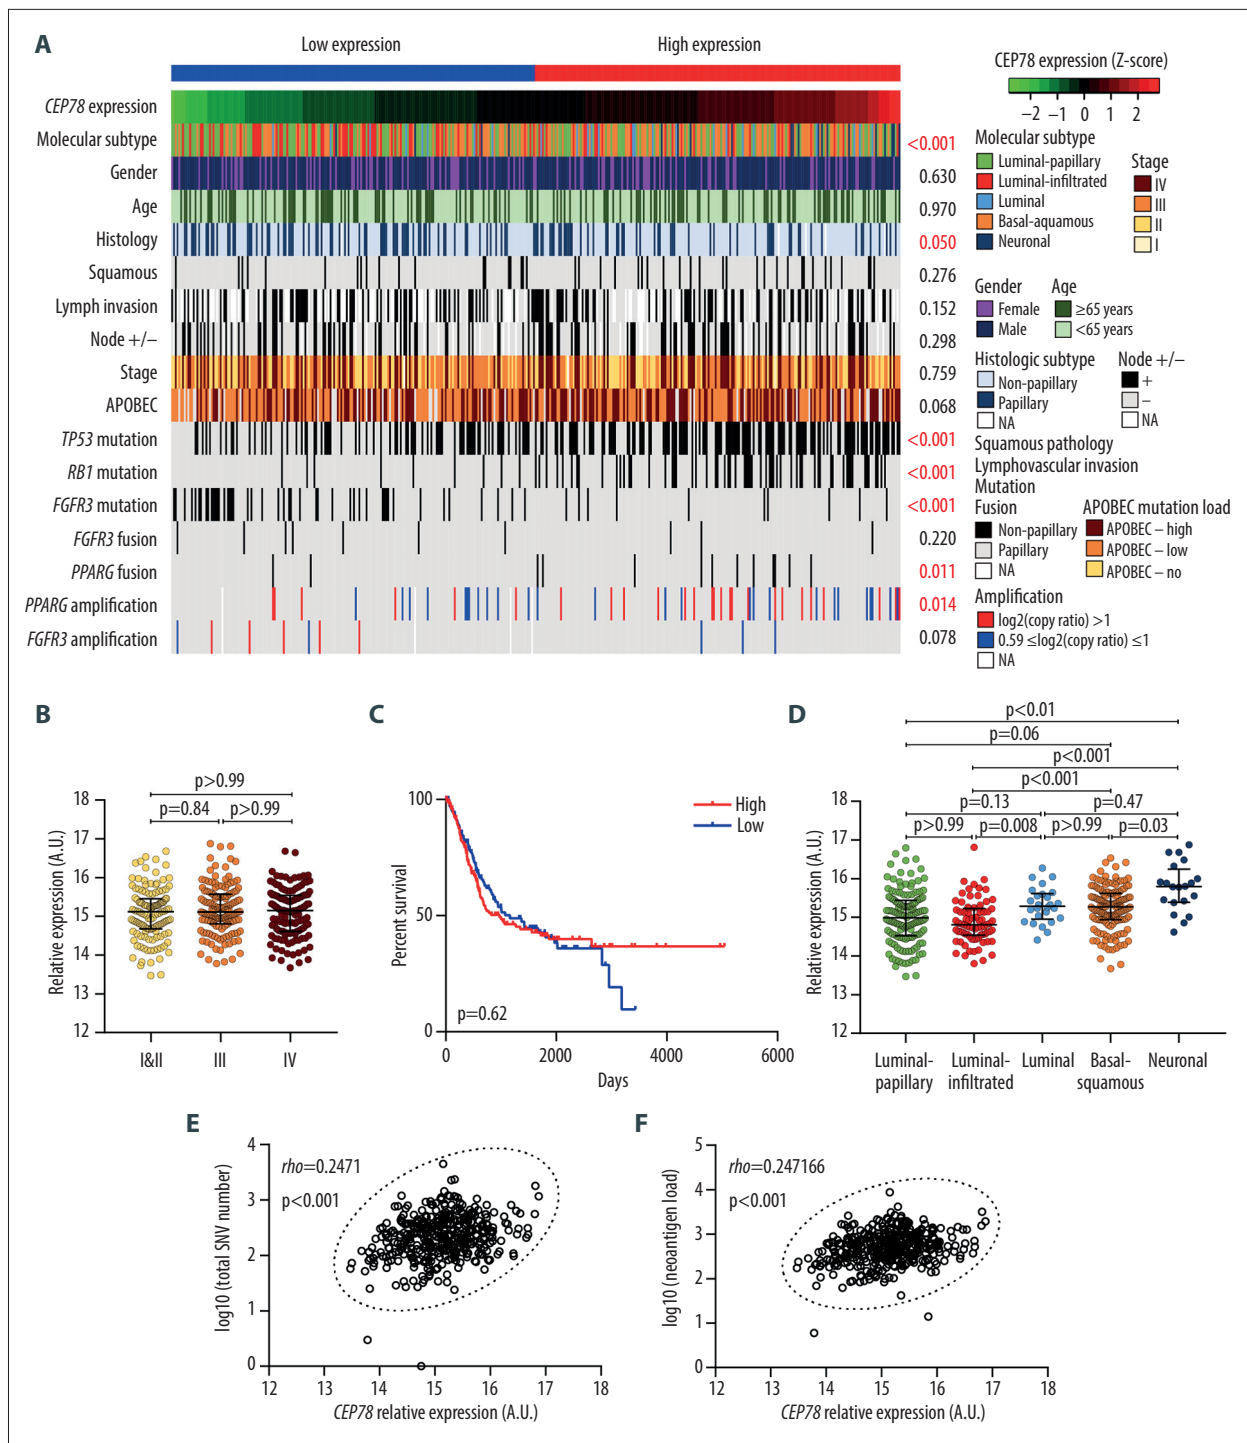 A
Low expression
High expression
CEP78 expression
Molecular subtype
<0.001
Gender
0.630
Age
0.970
Histology
0.050
Squamous
0.276
Lymph invasion
0.152
Node +/−
0.298
Stage
0.759
APOBEC
0.068
TP53 mutation
<0.001
RB1 mutation
<0.001
FGFR3 mutation
<0.001
FGFR3 fusion
0.220
PPARG fusion
0.011
PPARG amplification
0.014
FGFR3 amplification
0.078
CEP78 expression (Z-score)
−2 −1 0 1 2
Molecular subtype
Luminal-papillary
Luminal-infiltrated
Luminal
Basal-aquamous
Neuronal
Stage
IV
III
II
I
Gender
Female
Male
Age
≥65 years
<65 years
Histologic subtype
Non-papillary
Papillary
NA
Node +/−
+
−
NA
Squamous pathology
Lymphovascular invasion
Mutation
Fusion
Non-papillary
Papillary
NA
APOBEC mutation load
APOBEC – high
APOBEC – low
APOBEC – no
Amplification
log2(copy ratio) >1
0.59 ≤log2(copy ratio) ≤1
NA
B
p>0.99
p=0.84
p>0.99
Relative expression (A.U.)
18
17
16
15
14
13
12
I&II
III
IV
C
Percent survival
100
50
0
High
Low
p=0.62
0
2000
4000
6000
Days
D
p<0.01
p=0.06
p<0.001
p<0.001
p=0.13
p=0.47
p>0.99
p=0.008
p>0.99
p=0.03
Relative expression (A.U.)
18
17
16
15
14
13
12
Luminal-
papillary
Luminal-
infiltrated
Luminal
Basal-
squamous
Neuronal
E
rho=0.2471
p<0.001
log10 (total SNV number)
4
3
2
1
0
12 13 14 15 16 17 18
CEP78 relative expression (A.U.)
F
rho=0.247166
p<0.001
log10 (neoantigen load)
5
4
3
2
1
0
12 13 14 15 16 17 18
CEP78 relative expression (A.U.)